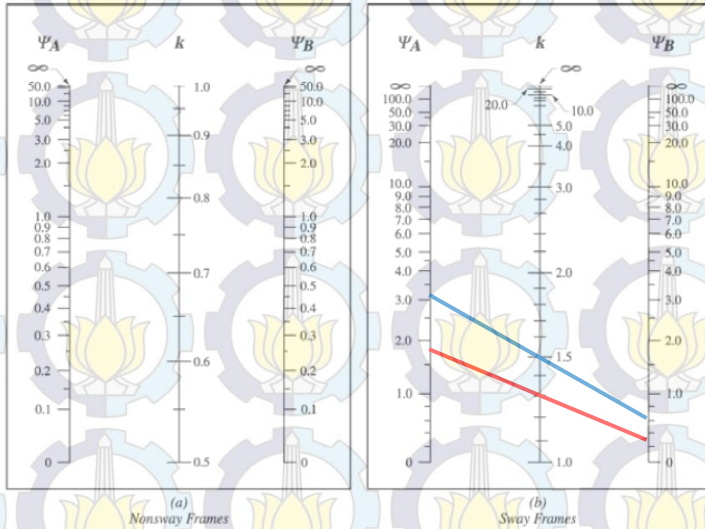 Ψ_A k Ψ_B
∞ ∞
50.0 1.0 50.0
10.0 10.0
5.0 0.9 5.0
3.0 3.0
2.0 0.8 2.0
1.0 1.0
0.9 0.9
0.8 0.8
0.7 0.7 0.7
0.6 0.6
0.5 0.5
0.4 0.4
0.3 0.6 0.3
0.2 0.2
0.1 0.1
0 0.5 0
(a)
Nonsway Frames
Ψ_A k Ψ_B
∞ ∞ ∞
100.0 20.0 10.0 100.0
50.0 50.0
30.0 5.0 30.0
20.0 4.0 20.0
10.0 3.0 10.0
9.0 9.0
8.0 8.0
7.0 7.0
6.0 6.0
5.0 5.0
4.0 2.0 4.0
3.0 3.0
2.0 1.5 2.0
1.0 1.0
0 1.0 0
(b)
Sway Frames